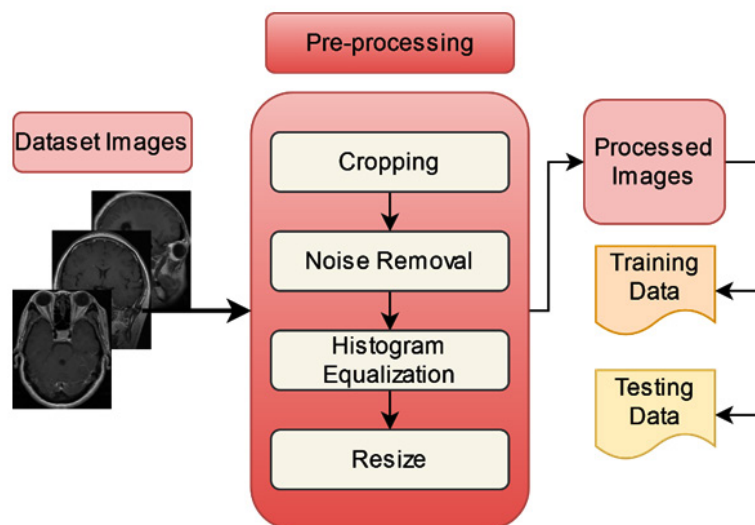 Pre-processing
Dataset Images
Cropping
Noise Removal
Histogram
Equalization
Resize
Processed
Images
Training
Data
Testing
Data